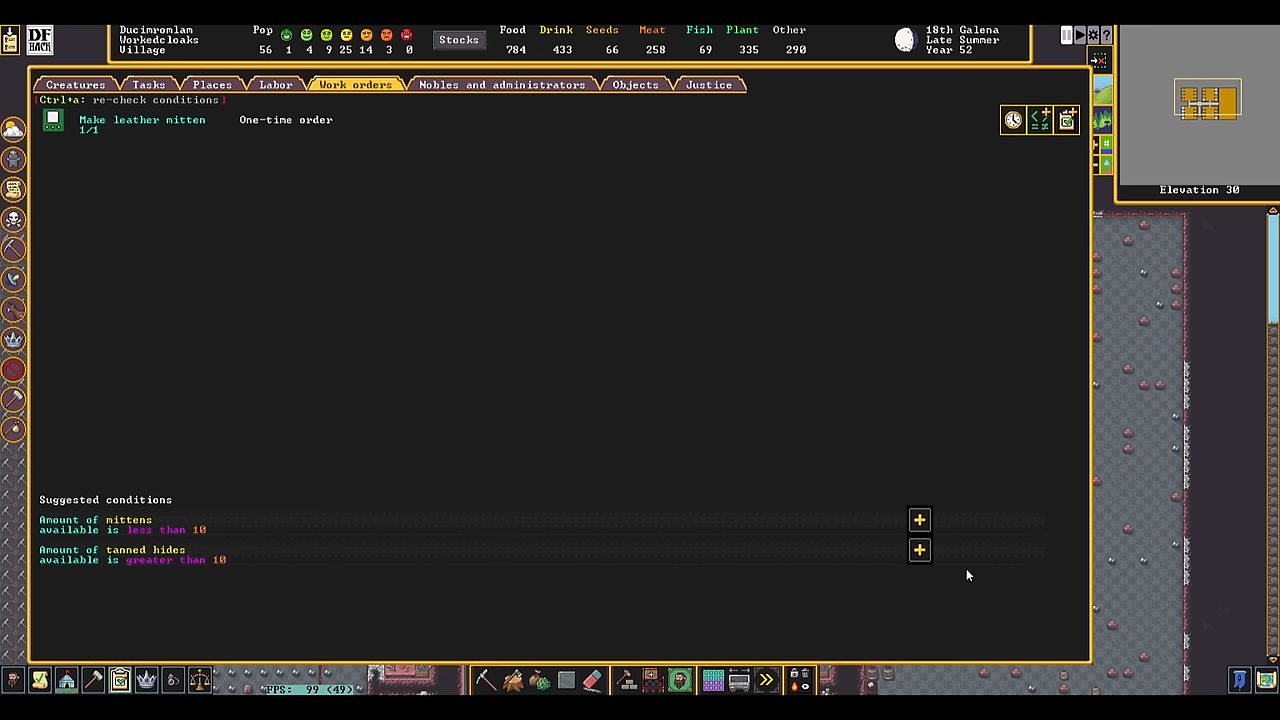 DF
HACK
Ducimromlam
Workedcloaks
Village
Pop
56 1 4 9 25 14 3 0
Stocks
Food Drink Seeds Meat Fish Plant Other
784 433 66 258 69 335 290
18th Galena
Late Summer
Year 52
Creatures Tasks Places Labor Work orders Nobles and administrators Objects Justice
[Ctrl+a: re-check conditions]
Make leather mitten One-time order
1/1
Elevation 30
Suggested conditions
Amount of mittens
available is less than 10
Amount of tanned hides
available is greater than 10
FPS: 99 (49)